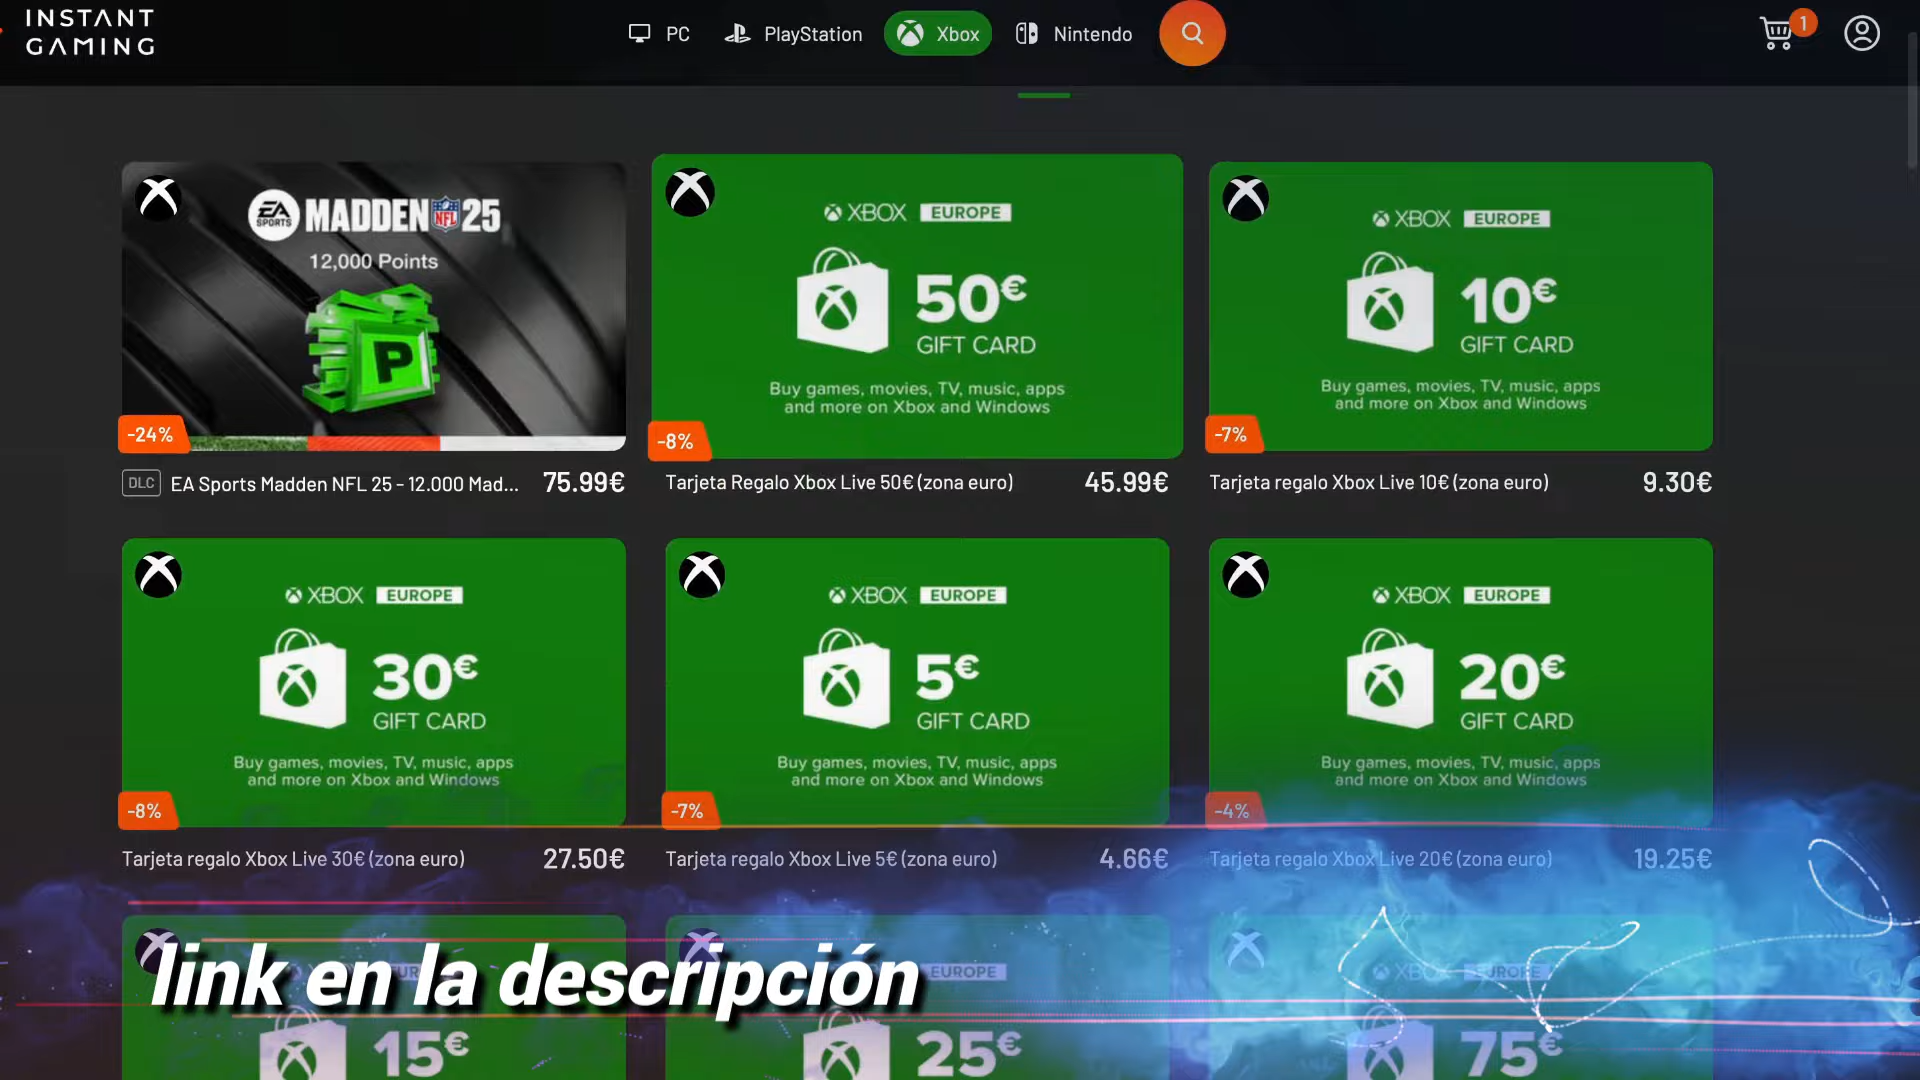 INSTANT
GAMING
PC
PlayStation
Xbox
Nintendo
1
EA SPORTS MADDEN NFL 25
12,000 Points
P
-24%
DLC EA Sports Madden NFL 25 - 12.000 Mad... 75.99€
XBOX EUROPE
50€
GIFT CARD
Buy games, movies, TV, music, apps
and more on Xbox and Windows
-8%
Tarjeta Regalo Xbox Live 50€ (zona euro) 45.99€
XBOX EUROPE
10€
GIFT CARD
Buy games, movies, TV, music, apps
and more on Xbox and Windows
-7%
Tarjeta regalo Xbox Live 10€ (zona euro) 9.30€
XBOX EUROPE
30€
GIFT CARD
Buy games, movies, TV, music, apps
and more on Xbox and Windows
-8%
Tarjeta regalo Xbox Live 30€ (zona euro) 27.50€
XBOX EUROPE
5€
GIFT CARD
Buy games, movies, TV, music, apps
and more on Xbox and Windows
-7%
Tarjeta regalo Xbox Live 5€ (zona euro) 4.66€
XBOX EUROPE
20€
GIFT CARD
Buy games, movies, TV, music, apps
and more on Xbox and Windows
-4%
Tarjeta regalo Xbox Live 20€ (zona euro) 19.25€
link en la descripción
15€
EUROPE
25€
XBOX EUROPE
75€